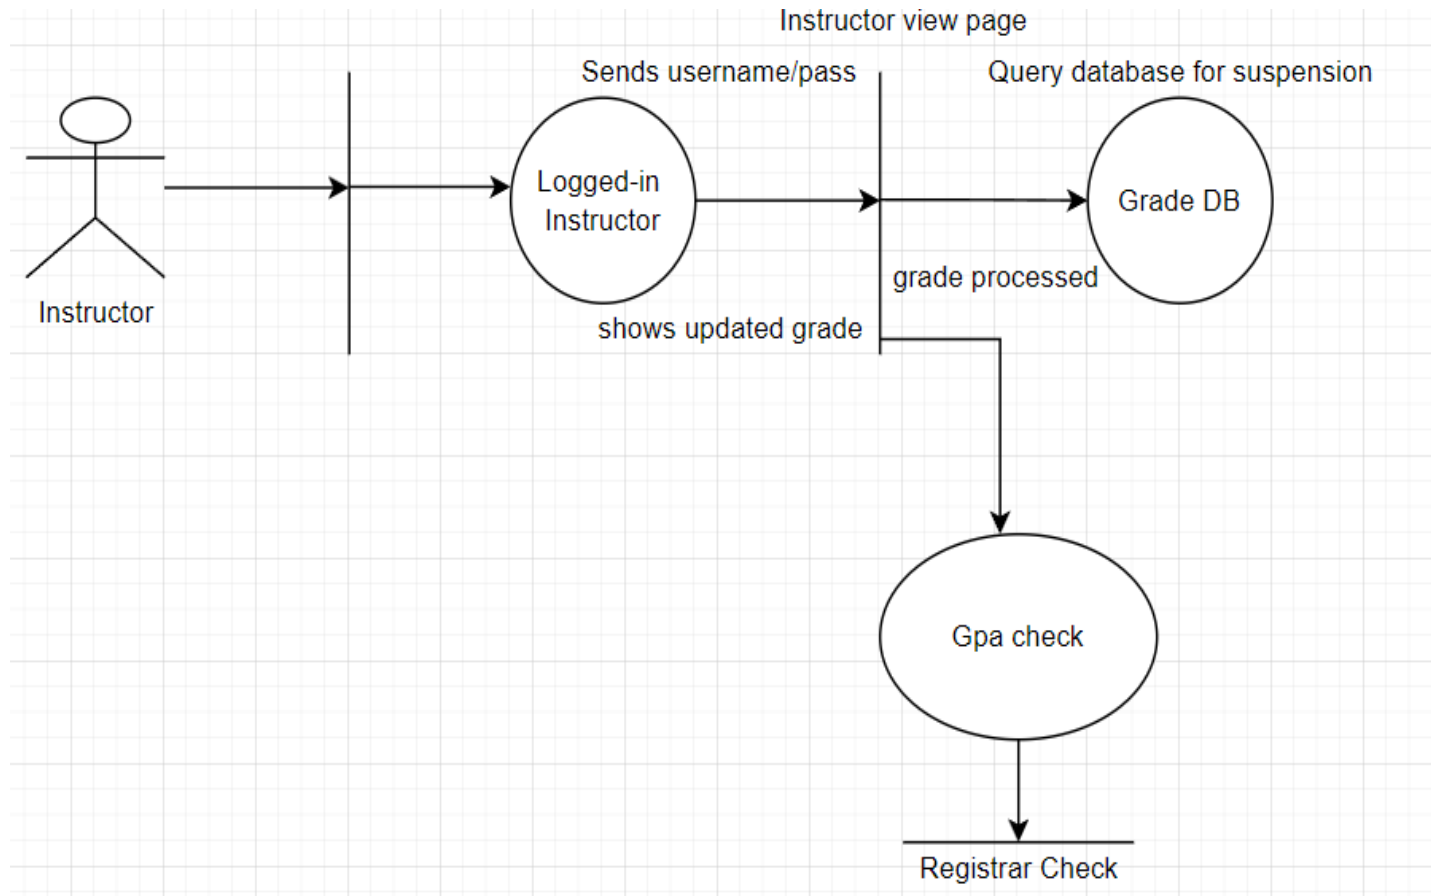 Instructor view page
Sends username/pass
Query database for suspension
Logged-in
Instructor
Grade DB
grade processed
Instructor
shows updated grade
Gpa check
Registrar Check